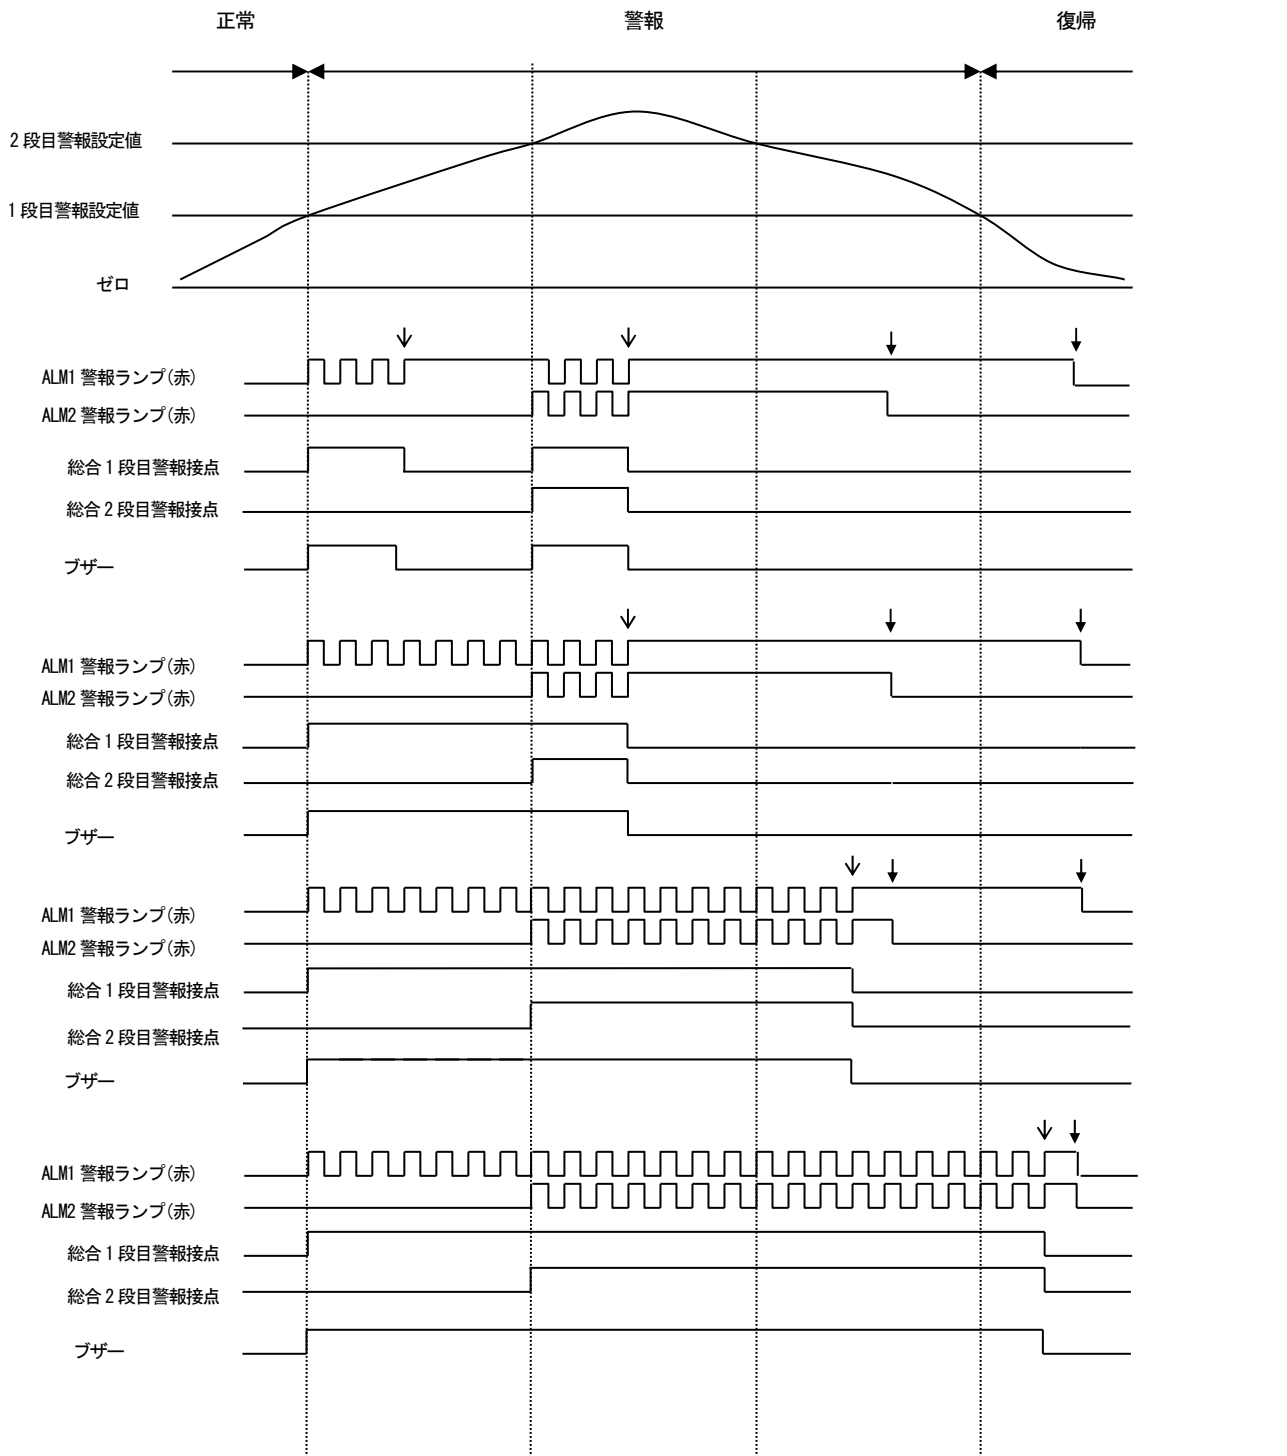 正常
警報
復帰
2段目警報設定値
1段目警報設定値
ゼロ
ALM1 警報ランプ(赤)
ALM2 警報ランプ(赤)
総合1段目警報接点
総合2段目警報接点
ブザー
ALM1 警報ランプ(赤)
ALM2 警報ランプ(赤)
総合1段目警報接点
総合2段目警報接点
ブザー
ALM1 警報ランプ(赤)
ALM2 警報ランプ(赤)
総合1段目警報接点
総合2段目警報接点
ブザー
ALM1 警報ランプ(赤)
ALM2 警報ランプ(赤)
総合1段目警報接点
総合2段目警報接点
ブザー